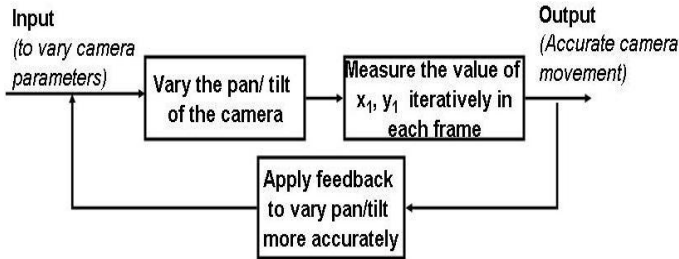 Input
(to vary camera
parameters)
Vary the pan/ tilt
of the camera
Measure the value of
x₁, y₁ iteratively in
each frame
Output
(Accurate camera
movement)
Apply feedback
to vary pan/tilt
more accurately